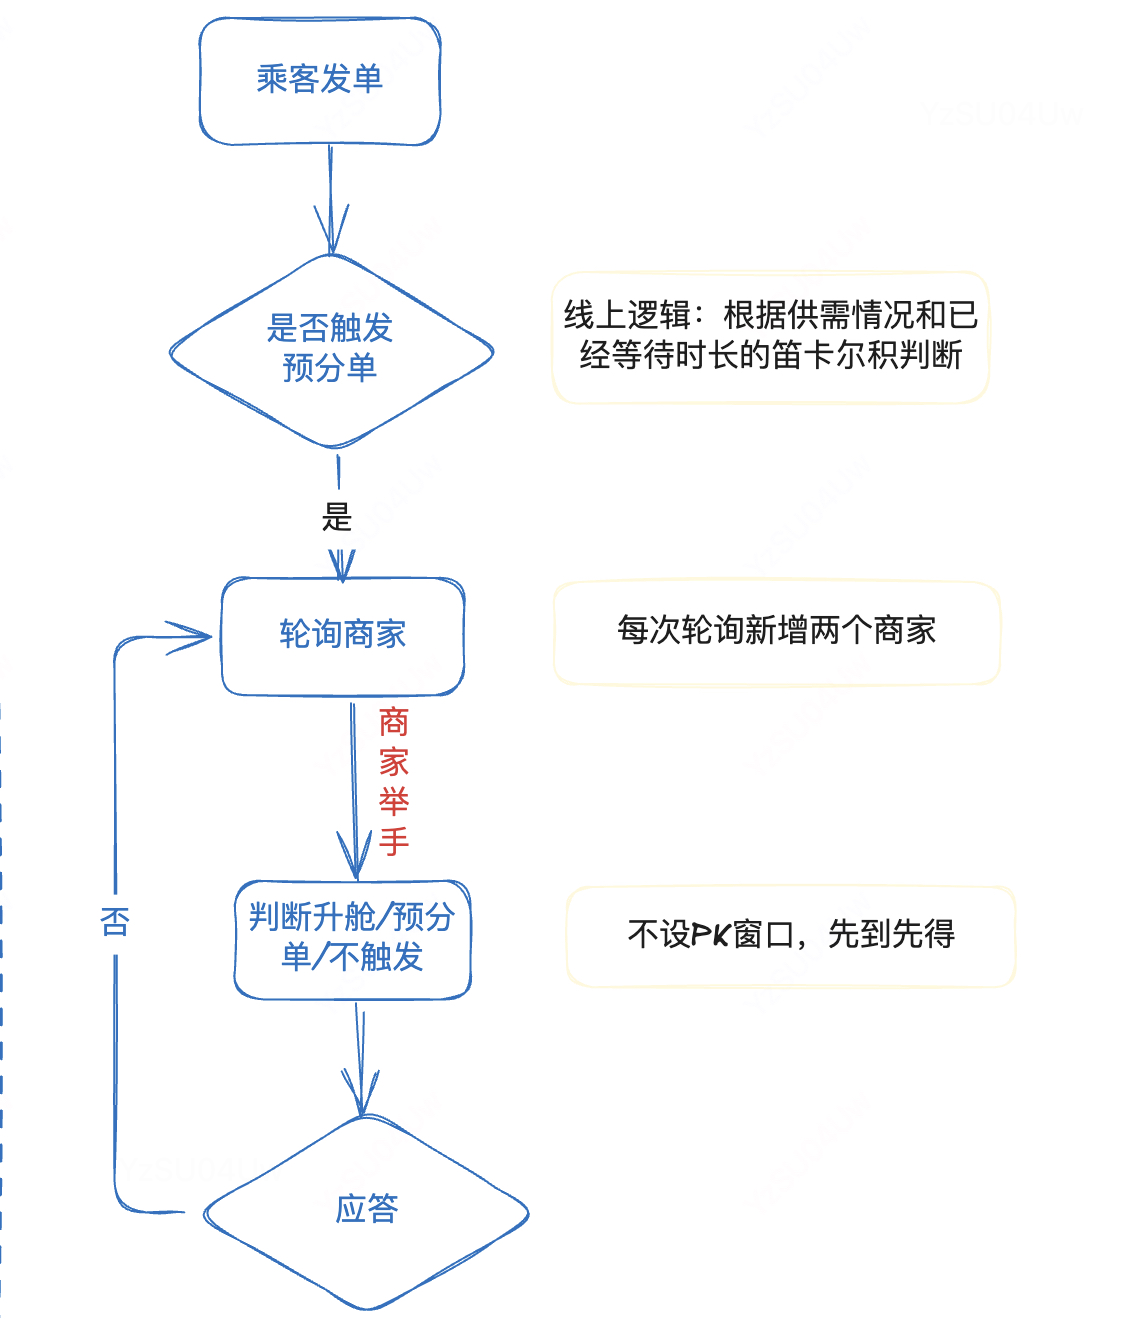 乘客发单
是否触发
预分单
线上逻辑：根据供需情况和已
经等待时长的笛卡尔积判断
是
轮询商家
每次轮询新增两个商家
商
家
举
手
否
判断升舱/预分
单/不触发
不设PK窗口，先到先得
应答